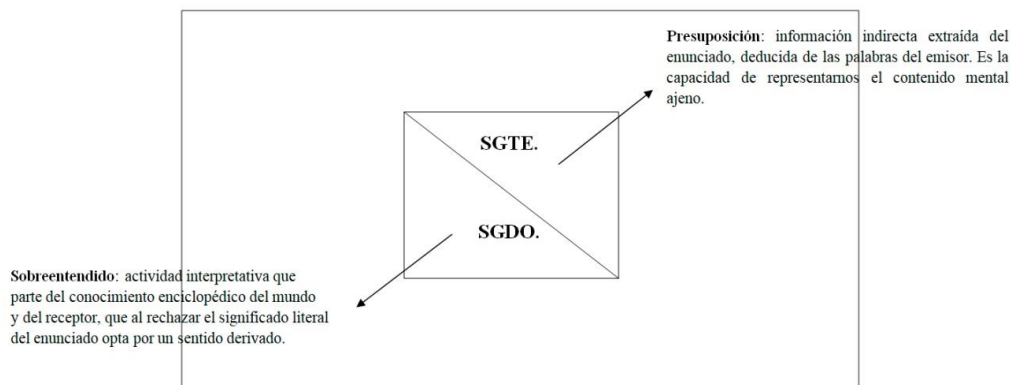 Presuposición: información indirecta extraída del
enunciado, deducida de las palabras del emisor. Es la
capacidad de representarnos el contenido mental
ajeno.
SGTE.
SGDO.
Sobreentendido: actividad interpretativa que
parte del conocimiento enciclopédico del mundo
y del receptor, que al rechazar el significado literal
del enunciado opta por un sentido derivado.